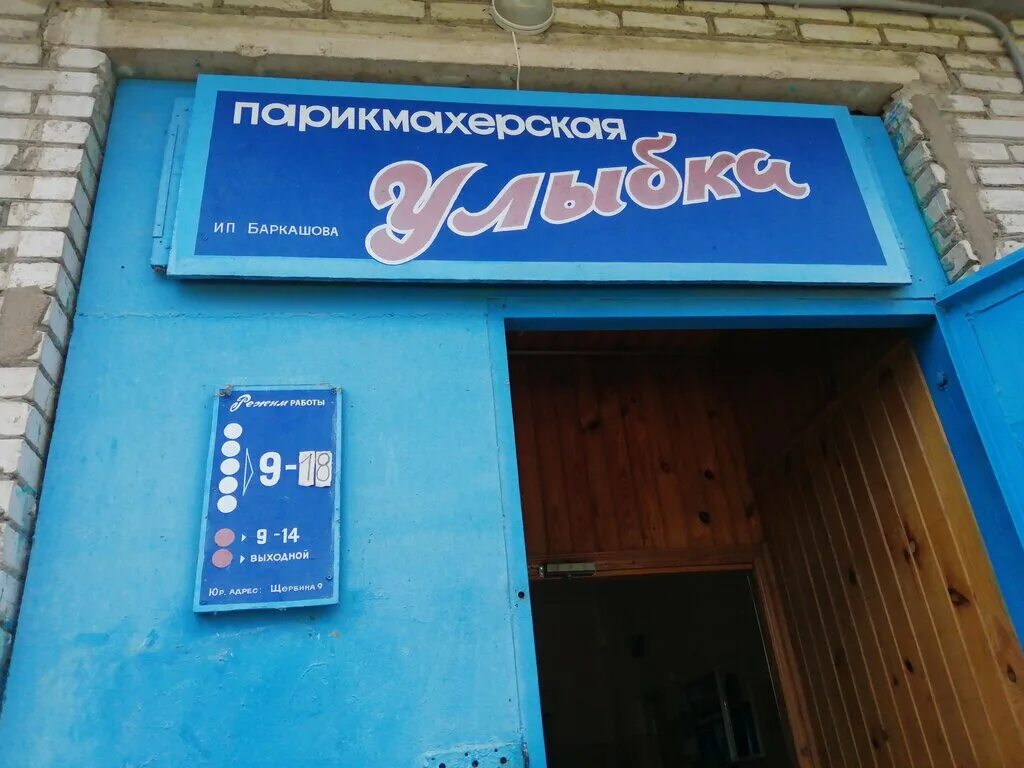 парикмахерская
Улыбка
ИП БАРКАШОВА
Режим РАБОТЫ
9-18
9-14
ВЫХОДНОЙ
Юр. АДРЕС: Щербина 9